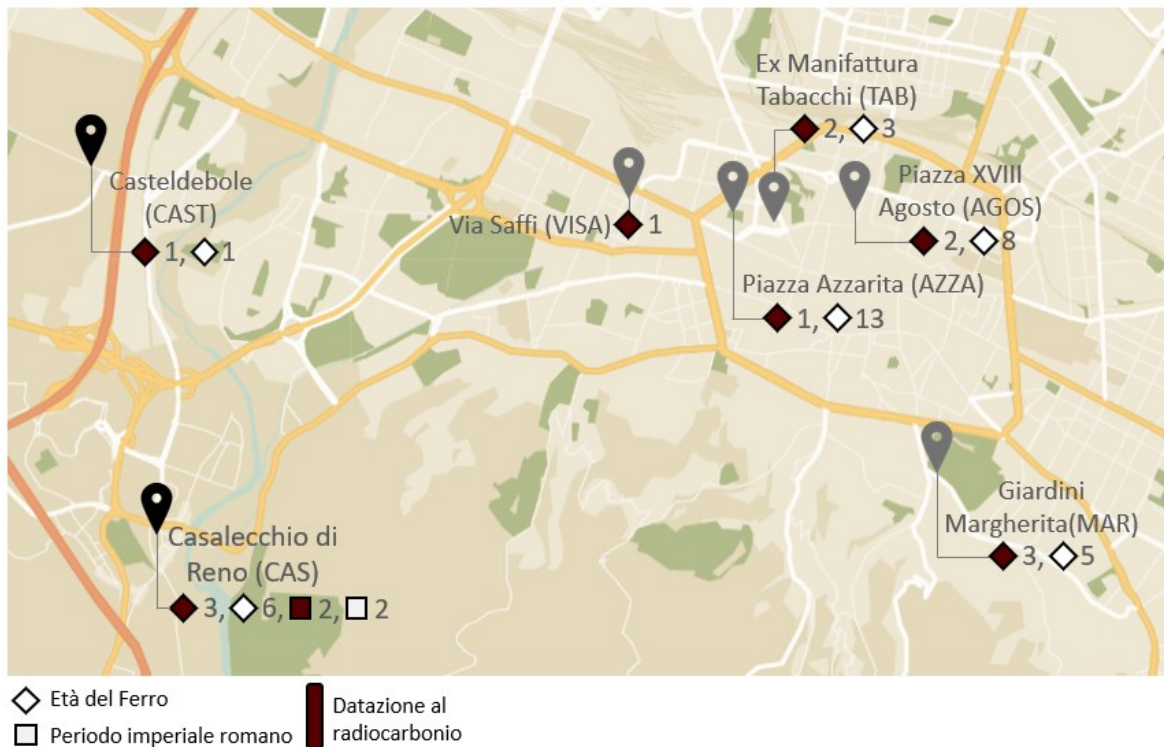 Ex Manifattura
Tabacchi (TAB)
2, 3
Casteldebole
(CAST)
1, 1
Via Saffi (VISA) 1
Piazza XVIII
Agosto (AGOS)
2, 8
Piazza Azzarita (AZZA)
1, 13
Giardini
Margherita(MAR)
3, 5
Casalecchio di
Reno (CAS)
3, 6, 2, 2
Età del Ferro
Periodo imperiale romano
Datazione al
radiocarbonio